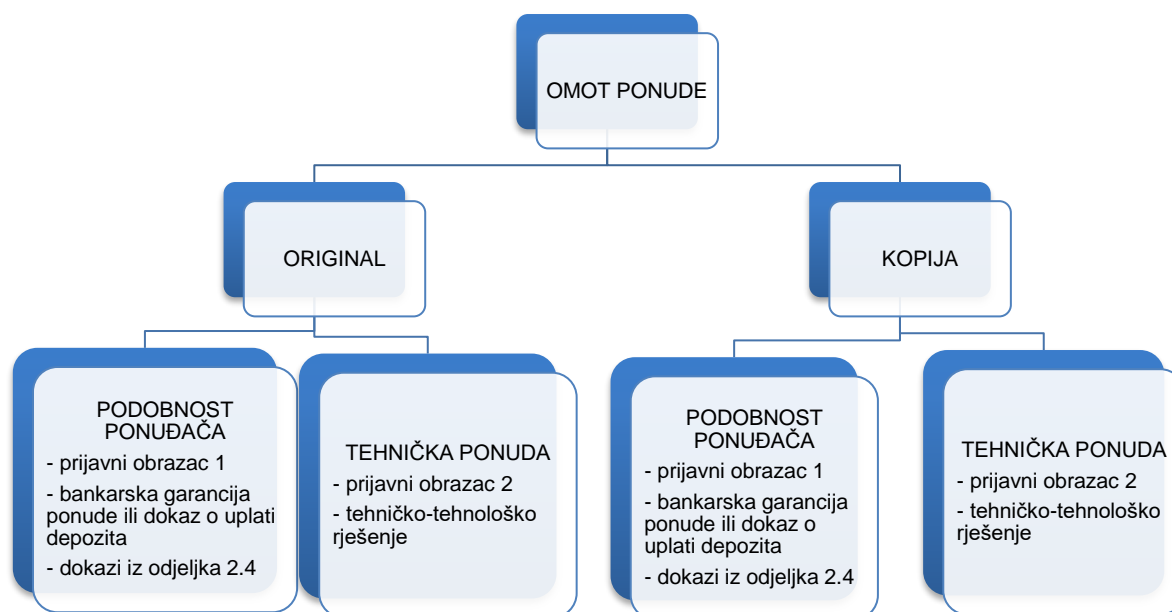 OMOT PONUDE
ORIGINAL
KOPIJA
PODOBNOST
PONUĐAČA
- prijavni obrazac 1
- bankarska garancija
ponude ili dokaz o uplati
depozita
- dokazi iz odjeljka 2.4
TEHNIČKA PONUDA
- prijavni obrazac 2
- tehničko-tehnološko
rješenje
PODOBNOST
PONUĐAČA
- prijavni obrazac 1
- bankarska garancija
ponude ili dokaz o
uplati depozita
- dokazi iz odjeljka 2.4
TEHNIČKA PONUDA
- prijavni obrazac 2
- tehničko-tehnološko
rješenje